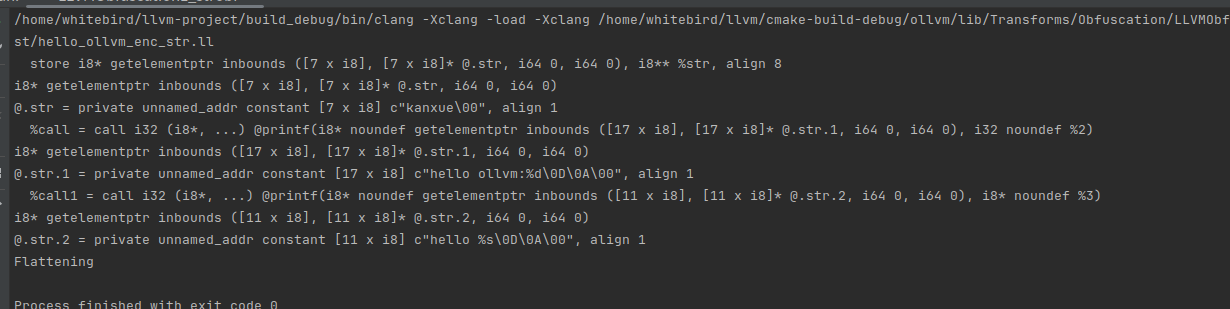 /home/whitebird/llvm-project/build_debug/bin/clang -Xclang -load -Xclang /home/whitebird/llvm/cmake-build-debug/ollvm/lib/Transforms/Obfuscation/LLVMObf
st/hello_ollvm_enc_str.ll
  store i8* getelementptr inbounds ([7 x i8], [7 x i8]* @.str, i64 0, i64 0), i8** %str, align 8
i8* getelementptr inbounds ([7 x i8], [7 x i8]* @.str, i64 0, i64 0)
@.str = private unnamed_addr constant [7 x i8] c"kanxue\00", align 1
  %call = call i32 (i8*, ...) @printf(i8* noundef getelementptr inbounds ([17 x i8], [17 x i8]* @.str.1, i64 0, i64 0), i32 noundef %2)
i8* getelementptr inbounds ([17 x i8], [17 x i8]* @.str.1, i64 0, i64 0)
@.str.1 = private unnamed_addr constant [17 x i8] c"hello ollvm:%d\0D\0A\00", align 1
  %call1 = call i32 (i8*, ...) @printf(i8* noundef getelementptr inbounds ([11 x i8], [11 x i8]* @.str.2, i64 0, i64 0), i8* noundef %3)
i8* getelementptr inbounds ([11 x i8], [11 x i8]* @.str.2, i64 0, i64 0)
@.str.2 = private unnamed_addr constant [11 x i8] c"hello %s\0D\0A\00", align 1
Flattening
Process finished with exit code 0